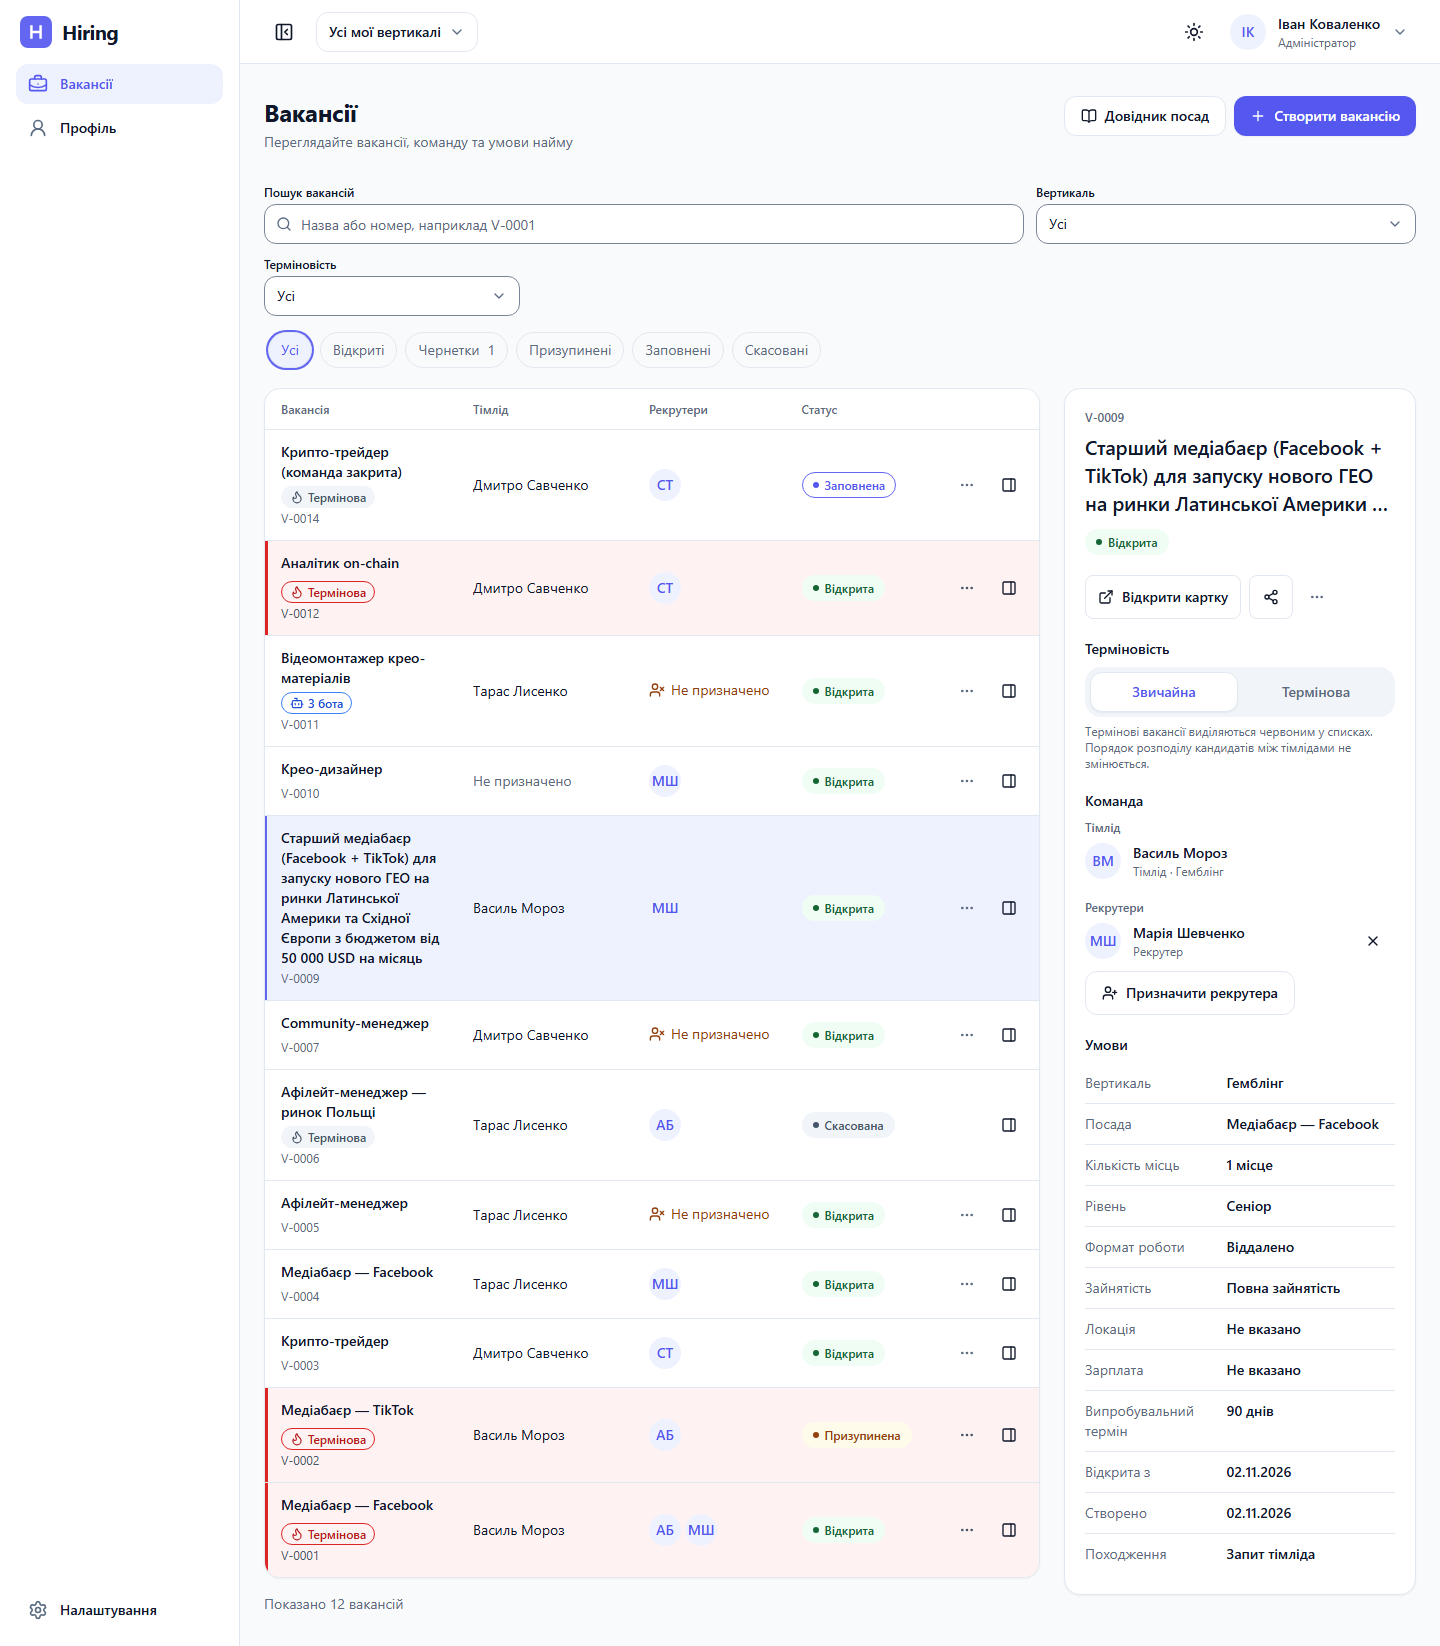 H Hiring
Вакансії
Профіль
Налаштування
Усі мої вертикалі
ІК
Іван Коваленко
Адміністратор
Вакансії
Переглядайте вакансії, команду та умови найму
Довідник посад
Створити вакансію
Пошук вакансій
Назва або номер, наприклад V-0001
Вертикаль
Усі
Терміновість
Усі
Усі
Відкриті
Чернетки 1
Призупинені
Заповнені
Скасовані
Вакансія
Тімлід
Рекрутери
Статус
Крипто-трейдер
(команда закрита)
Термінова
V-0014
Дмитро Савченко
СТ
Заповнена
Аналітик on-chain
Термінова
V-0012
Дмитро Савченко
СТ
Відкрита
Відеомонтажер крео-
матеріалів
3 бота
V-0011
Тарас Лисенко
Не призначено
Відкрита
Крео-дизайнер
V-0010
Не призначено
МШ
Відкрита
Старший медіабаєр
(Facebook + TikTok) для
запуску нового ГЕО на
ринки Латинської
Америки та Східної
Європи з бюджетом від
50 000 USD на місяць
V-0009
Василь Мороз
МШ
Відкрита
Community-менеджер
V-0007
Дмитро Савченко
Не призначено
Відкрита
Афілейт-менеджер —
ринок Польщі
Термінова
V-0006
Тарас Лисенко
АБ
Скасована
Афілейт-менеджер
V-0005
Тарас Лисенко
Не призначено
Відкрита
Медіабаєр — Facebook
V-0004
Тарас Лисенко
МШ
Відкрита
Крипто-трейдер
V-0003
Дмитро Савченко
СТ
Відкрита
Медіабаєр — TikTok
Термінова
V-0002
Василь Мороз
АБ
Призупинена
Медіабаєр — Facebook
Термінова
V-0001
Василь Мороз
АБ МШ
Відкрита
Показано 12 вакансій
V-0009
Старший медіабаєр (Facebook +
TikTok) для запуску нового ГЕО
на ринки Латинської Америки ...
Відкрита
Відкрити картку
Терміновість
Звичайна
Термінова
Термінові вакансії виділяються червоним у списках.
Порядок розподілу кандидатів між тімлідами не
змінюється.
Команда
Тімлід
ВМ
Василь Мороз
Тімлід · Гемблінг
Рекрутери
МШ
Марія Шевченко
Рекрутер
Призначити рекрутера
Умови
Вертикаль Гемблінг
Посада Медіабаєр — Facebook
Кількість місць 1 місце
Рівень Сеніор
Формат роботи Віддалено
Зайнятість Повна зайнятість
Локація Не вказано
Зарплата Не вказано
Випробувальний 90 днів
термін
Відкрита з 02.11.2026
Створено 02.11.2026
Походження Запит тімліда